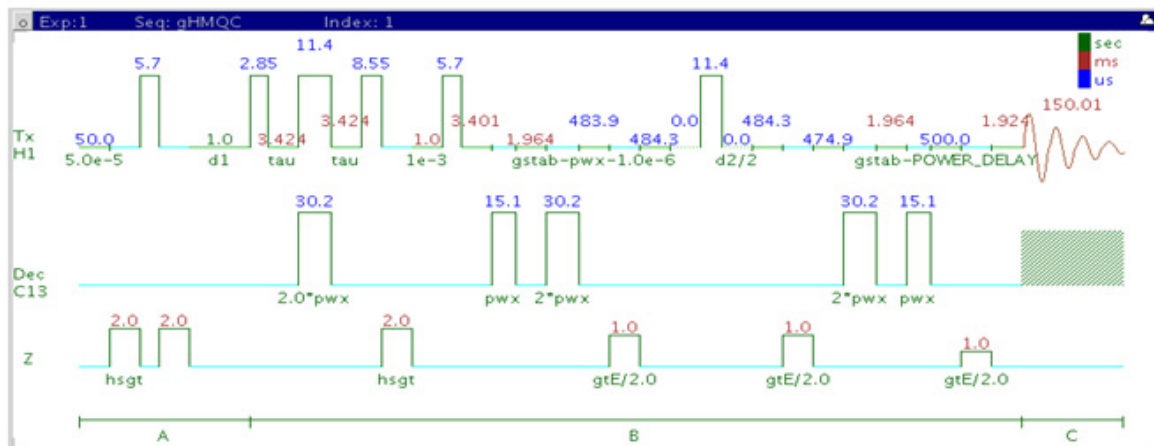 Exp:1 Seq: gHMQC Index: 1
sec
ms
us
11.4
5.7 2.85 8.55 5.7 11.4
150.01
3.424 483.9 0.0 484.3 1.964 1.924
50.0 1.0 3.424 1.0 3.401 1.964 484.3 0.0 474.9 500.0
Tx
H1
5.0e-5 d1 tau tau 1e-3 gstab-pwx-1.0e-6 d2/2 gstab-POWER_DELAY
30.2 15.1 30.2 30.2 15.1
Dec
C13
2.0*pwx pwx 2*pwx 2*pwx pwx
2.0 2.0 2.0 1.0 1.0 1.0
Z
hsgt hsgt gtE/2.0 gtE/2.0 gtE/2.0
A B C